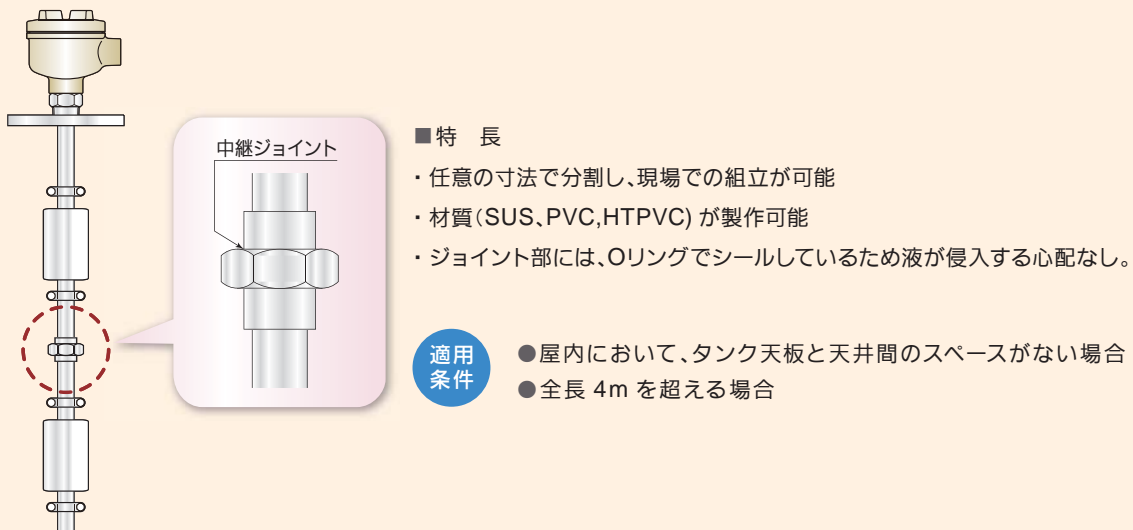 中継ジョイント
■特　長
・任意の寸法で分割し、現場での組立が可能
・材質（SUS、PVC,HTPVC) が製作可能
・ジョイント部には、Oリングでシールしているため液が侵入する心配なし。
適用
条件
●屋内において、タンク天板と天井間のスペースがない場合
●全長 4m を超える場合